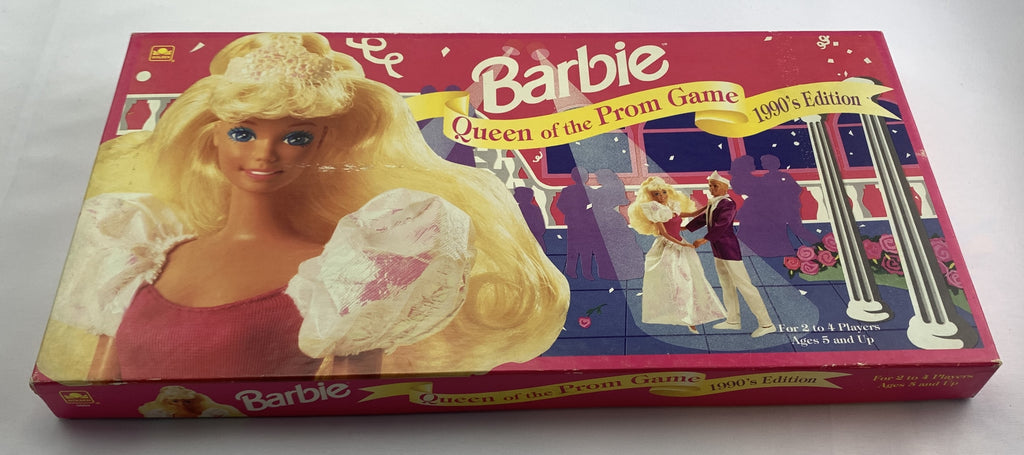 GOLDEN
Barbie
Queen of the Prom Game
1990's Edition
For 2 to 4 Players
Ages 5 and Up
Barbie
Queen of the Prom Game
1990's Edition
For 2 to 4 Players
Ages 5 and Up